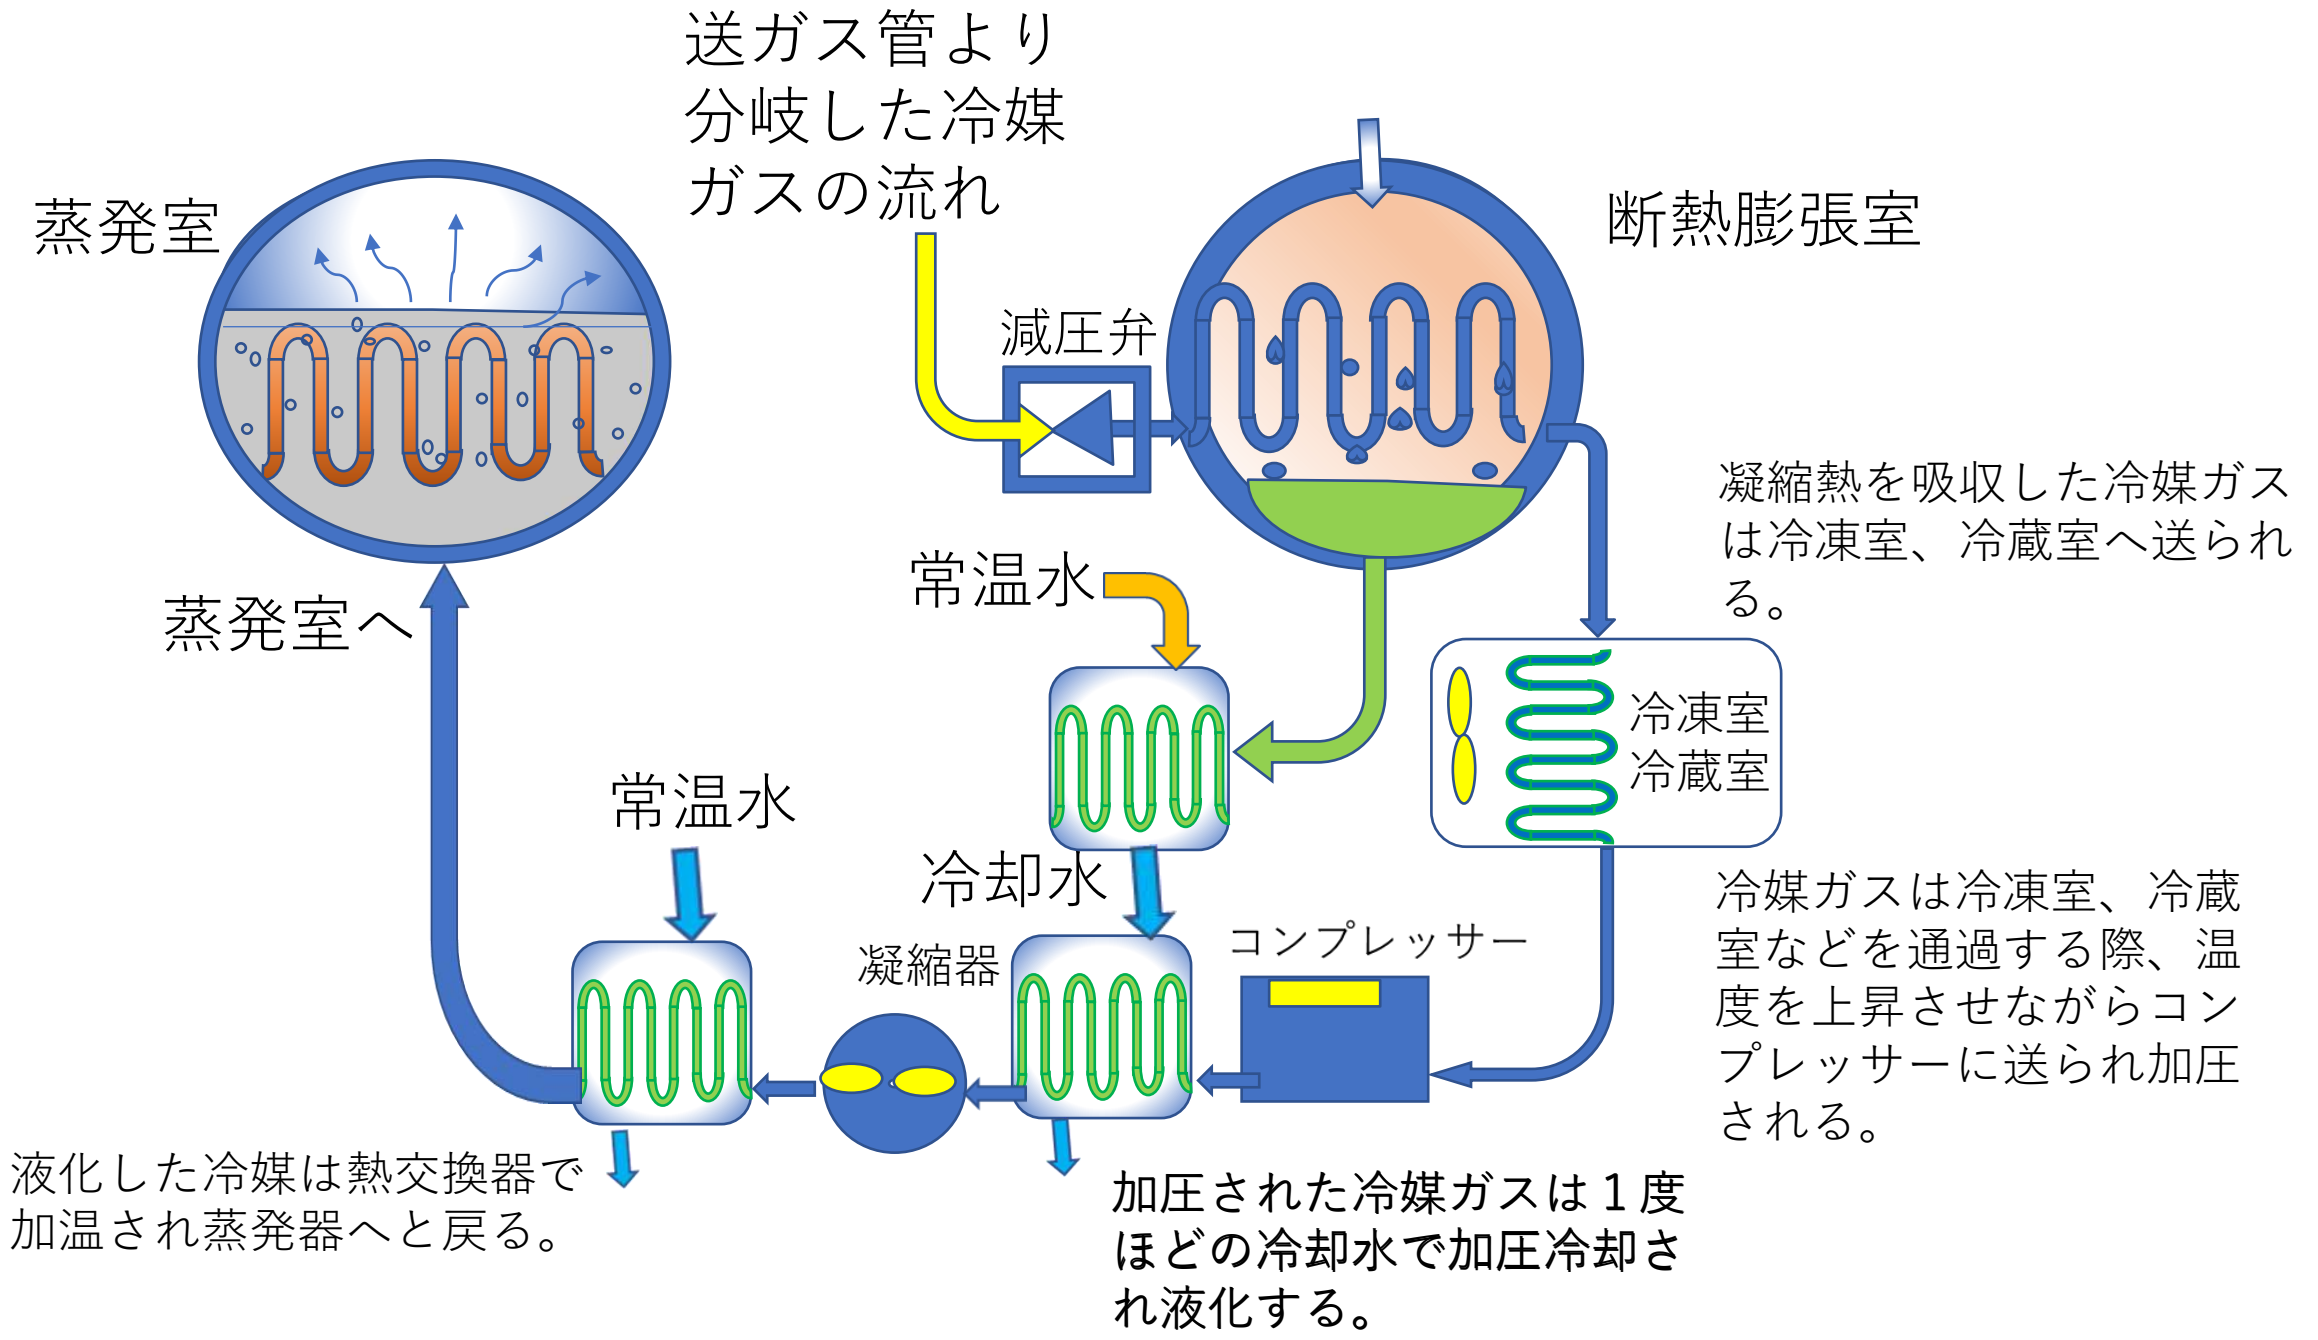 送ガス管より
分岐した冷媒
ガスの流れ
蒸発室
断熱膨張室
減圧弁
凝縮熱を吸収した冷媒ガス
は冷凍室、冷蔵室へ送られ
る。
常温水
蒸発室へ
冷凍室
冷蔵室
常温水
冷却水
冷媒ガスは冷凍室、冷蔵
室などを通過する際、温
度を上昇させながらコン
プレッサーに送られ加圧
される。
コンプレッサー
凝縮器
液化した冷媒は熱交換器で
加温され蒸発器へと戻る。
加圧された冷媒ガスは１度
ほどの冷却水で加圧冷却さ
れ液化する。